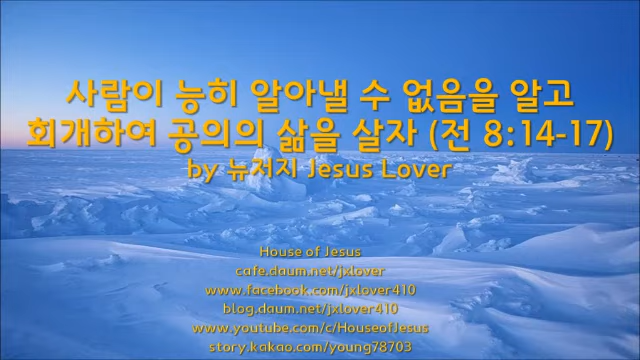 사람이 능히 알아낼 수 없음을 알고
회개하여 공의의 삶을 살자 (전 8:14-17)
by 뉴저지 Jesus Lover
House of Jesus
cafe.daum.net/jxlover
www.facebook.com/jxlover410
blog.daum.net/jxlover410
www.youtube.com/c/HouseofJesus
story.kakao.com/young78703